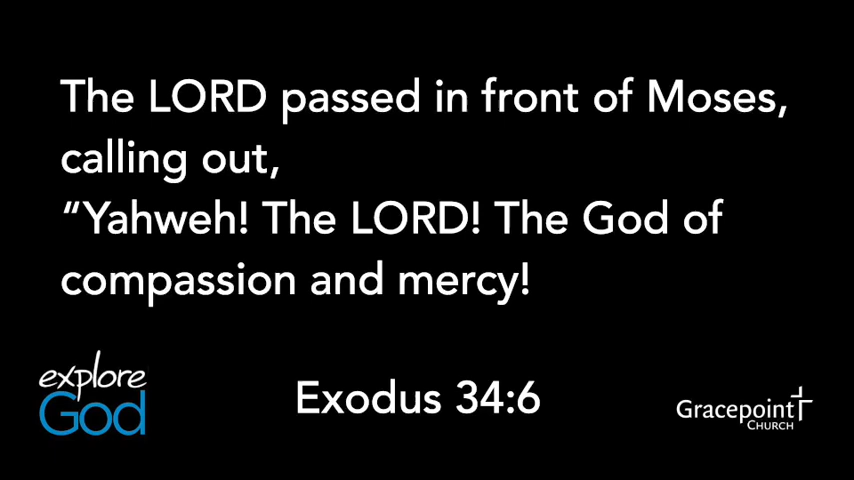 The LORD passed in front of Moses,
calling out,
“Yahweh! The LORD! The God of
compassion and mercy!
explore
God
Exodus 34:6
Gracepoint
CHURCH